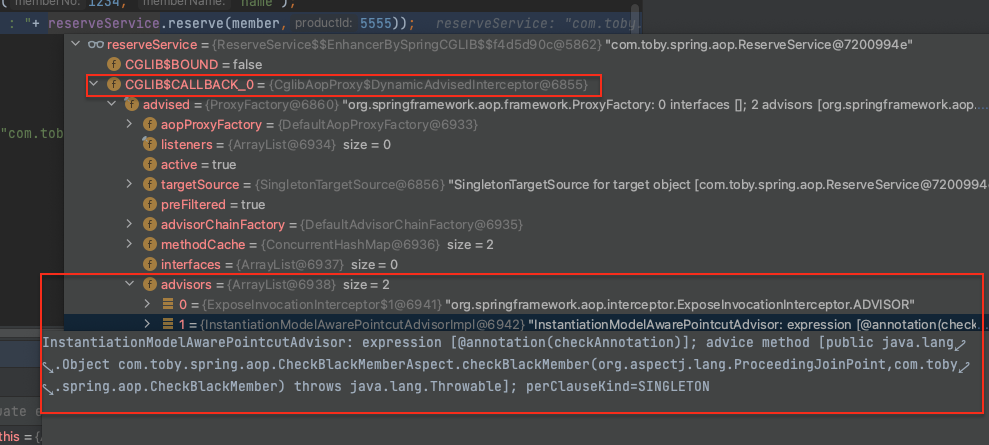 ( memberNo: 1234, memberName: "name");
: "+ reserveService.reserve(member, productId: 5555)); reserveService: "com.toby.
reserveService = {ReserveService$$EnhancerBySpringCGLIB$$f4d5d90c@5862} "com.toby.spring.aop.ReserveService@7200994e"
CGLIB$BOUND = false
CGLIB$CALLBACK_0 = {CglibAopProxy$DynamicAdvisedInterceptor@6855}
advised = {ProxyFactory@6860} "org.springframework.aop.framework.ProxyFactory: 0 interfaces []; 2 advisors [org.springframework.aop.
aopProxyFactory = {DefaultAopProxyFactory@6933}
"com.tob
listeners = {ArrayList@6934} size = 0
active = true
targetSource = {SingletonTargetSource@6856} "SingletonTargetSource for target object [com.toby.spring.aop.ReserveService@7200994e
preFiltered = true
advisorChainFactory = {DefaultAdvisorChainFactory@6935}
methodCache = {ConcurrentHashMap@6936} size = 2
interfaces = {ArrayList@6937} size = 0
advisors = {ArrayList@6938} size = 2
0 = {ExposeInvocationInterceptor$1@6941} "org.springframework.aop.interceptor.ExposeInvocationInterceptor.ADVISOR"
1 = {InstantiationModelAwarePointcutAdvisorImpl@6942} "InstantiationModelAwarePointcutAdvisor: expression [@annotation(check
InstantiationModelAwarePointcutAdvisor: expression [@annotation(checkAnnotation)]; advice method [public java.lang
.Object com.toby.spring.aop.CheckBlackMemberAspect.checkBlackMember(org.aspectj.lang.ProceedingJoinPoint,com.toby
.spring.aop.CheckBlackMember) throws java.lang.Throwable]; perClauseKind=SINGLETON
uate e
this = {